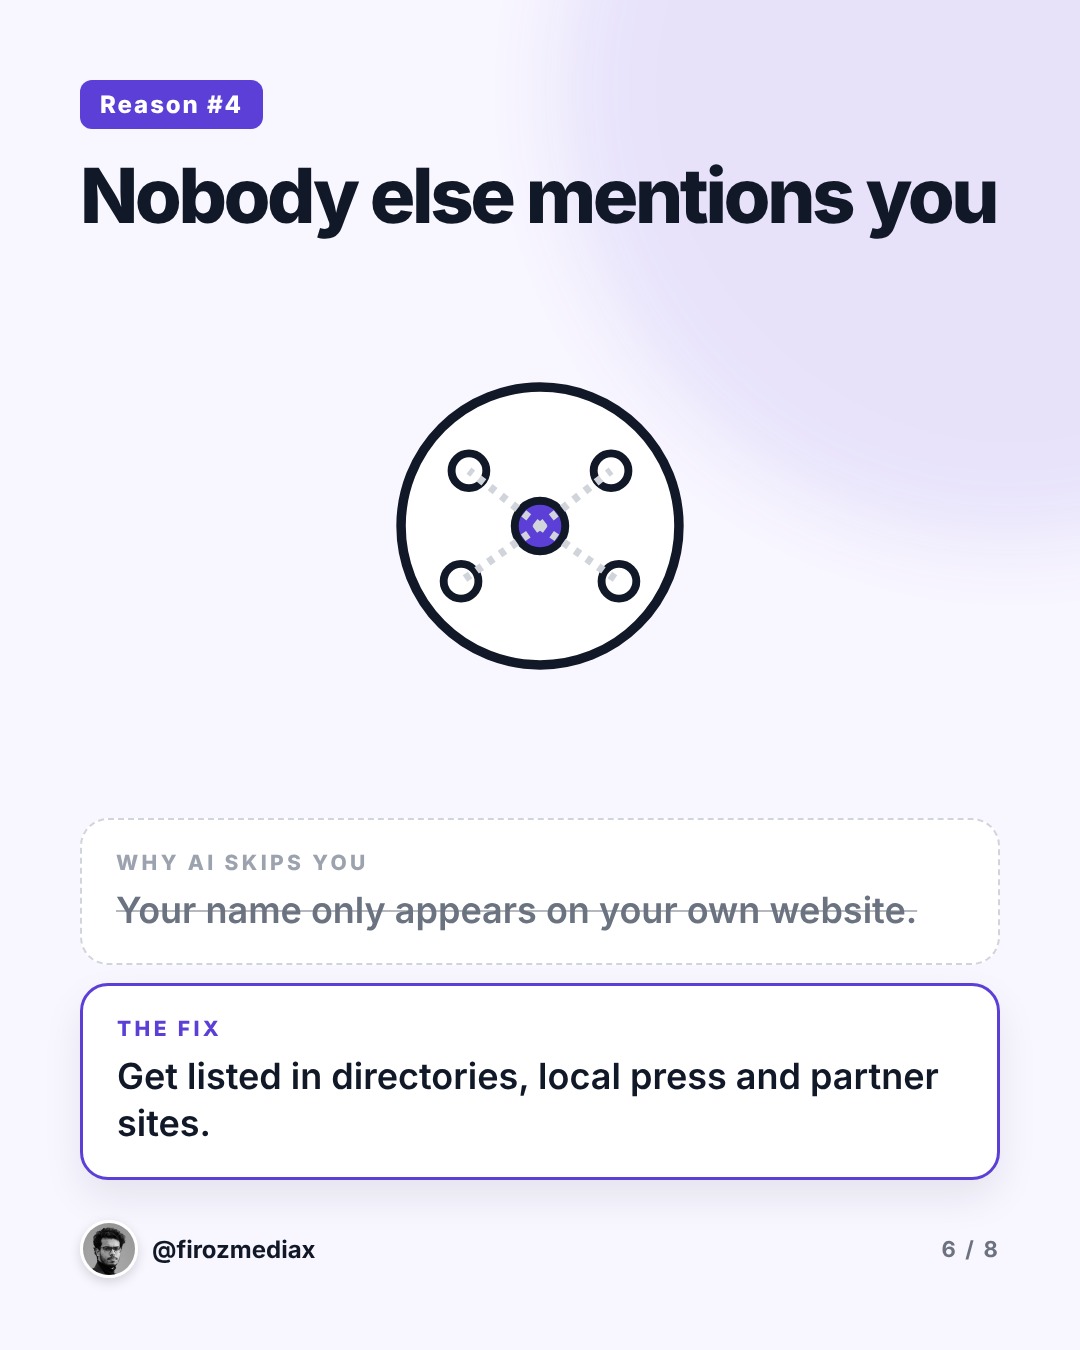 Reason #4
Nobody else mentions you
WHY AI SKIPS YOU
Your name only appears on your own website.
THE FIX
Get listed in directories, local press and partner
sites.
@firozmediax
6 / 8